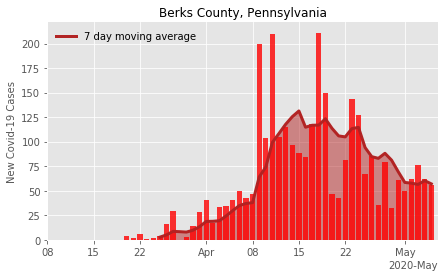 Berks County, Pennsylvania
7 day moving average
New Covid-19 Cases
200
175
150
125
100
75
50
25
0
08
15
22
Apr
08
15
22
May
2020-May